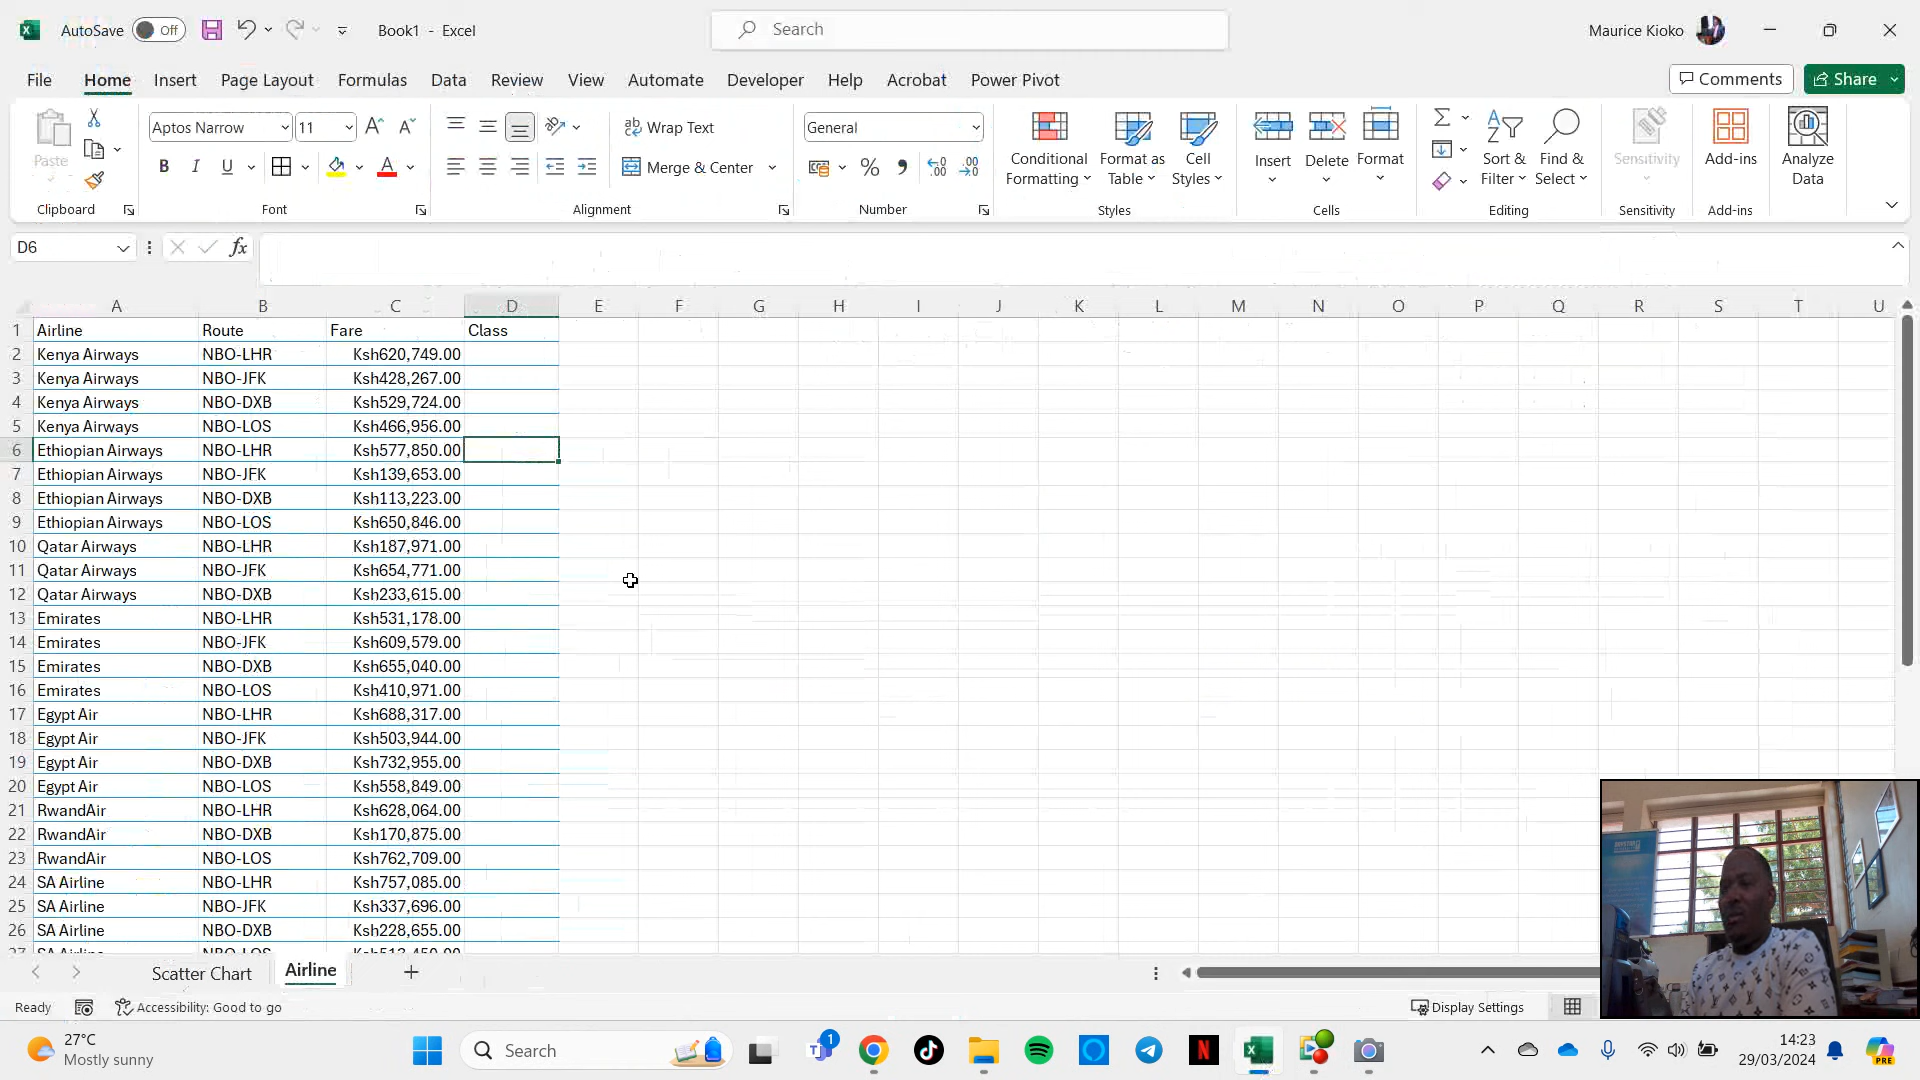 AutoSave Off Book1 - Excel Search Maurice Kioko
File Home Insert Page Layout Formulas Data Review View Automate Developer Help Acrobat Power Pivot Comments Share
Paste Aptos Narrow 11 Wrap Text General Conditional Formatting Format as Table Cell Styles Insert Delete Format Sort & Filter Find & Select Sensitivity Add-ins Analyze Data
B I U A Merge & Center
Clipboard Font Alignment Number Styles Cells Editing Sensitivity Add-ins
D6 fx
A B C D E F G H I J K L M N O P Q R S T U
1 Airline Route Fare Class
2 Kenya Airways NBO-LHR Ksh620,749.00
3 Kenya Airways NBO-JFK Ksh428,267.00
4 Kenya Airways NBO-DXB Ksh529,724.00
5 Kenya Airways NBO-LOS Ksh466,956.00
6 Ethiopian Airways NBO-LHR Ksh577,850.00
7 Ethiopian Airways NBO-JFK Ksh139,653.00
8 Ethiopian Airways NBO-DXB Ksh113,223.00
9 Ethiopian Airways NBO-LOS Ksh650,846.00
10 Qatar Airways NBO-LHR Ksh187,971.00
11 Qatar Airways NBO-JFK Ksh654,771.00
12 Qatar Airways NBO-DXB Ksh233,615.00
13 Emirates NBO-LHR Ksh531,178.00
14 Emirates NBO-JFK Ksh609,579.00
15 Emirates NBO-DXB Ksh655,040.00
16 Emirates NBO-LOS Ksh410,971.00
17 Egypt Air NBO-LHR Ksh688,317.00
18 Egypt Air NBO-JFK Ksh503,944.00
19 Egypt Air NBO-DXB Ksh732,955.00
20 Egypt Air NBO-LOS Ksh558,849.00
21 RwandAir NBO-LHR Ksh628,064.00
22 RwandAir NBO-DXB Ksh170,875.00
23 RwandAir NBO-LOS Ksh762,709.00
24 SA Airline NBO-LHR Ksh757,085.00
25 SA Airline NBO-JFK Ksh337,696.00
26 SA Airline NBO-DXB Ksh228,655.00
Scatter Chart Airline
Ready Accessibility: Good to go Display Settings
27°C
Mostly sunny
Search
14:23
29/03/2024